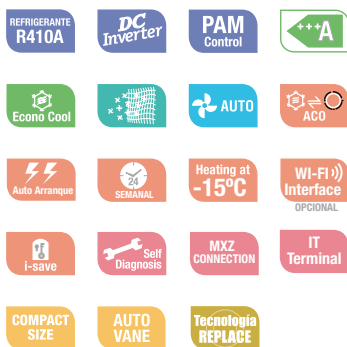 REFRIGERANTE
R410A
DC
Inverter
PAM
Control
+++A
Econo Cool
AUTO
ACO
Auto Arranque
24
SEMANAL
Heating at
-15ºC
WI-FI
Interface
OPCIONAL
i-save
Self
Diagnosis
MXZ
CONNECTION
IT
Terminal
COMPACT
SIZE
AUTO
VANE
Tecnología
REPLACE